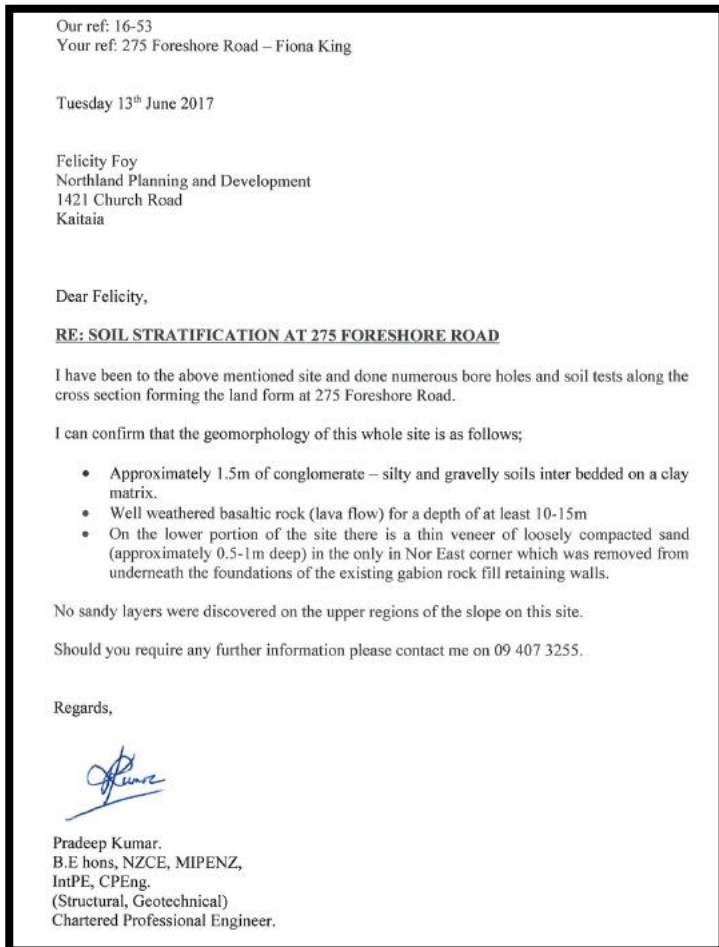 Our ref: 16-53
Your ref: 275 Foreshore Road – Fiona King
Tuesday 13th June 2017
Felicity Foy
Northland Planning and Development
1421 Church Road
Kaitaia
Dear Felicity,
RE: SOIL STRATIFICATION AT 275 FORESHORE ROAD
I have been to the above mentioned site and done numerous bore holes and soil tests along the
cross section forming the land form at 275 Foreshore Road.
I can confirm that the geomorphology of this whole site is as follows;
• Approximately 1.5m of conglomerate – silty and gravelly soils inter bedded on a clay
matrix.
• Well weathered basaltic rock (lava flow) for a depth of at least 10-15m
• On the lower portion of the site there is a thin veneer of loosely compacted sand
(approximately 0.5-1m deep) in the only in Nor East corner which was removed from
underneath the foundations of the existing gabion rock fill retaining walls.
No sandy layers were discovered on the upper regions of the slope on this site.
Should you require any further information please contact me on 09 407 3255.
Regards,
Pradeep Kumar.
B.E hons, NZCE, MIPENZ,
IntPE, CPEng.
(Structural, Geotechnical)
Chartered Professional Engineer.